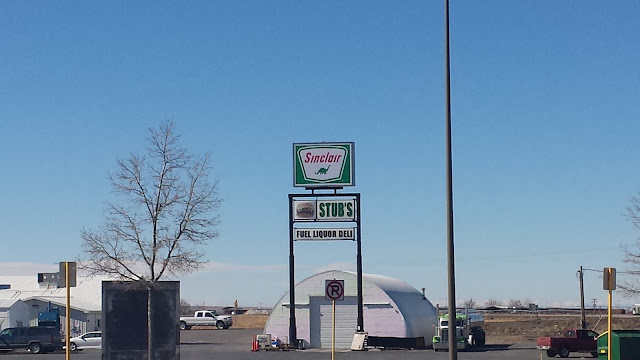 Sinclair
STUB'S
FUEL LIQUOR DELI
P